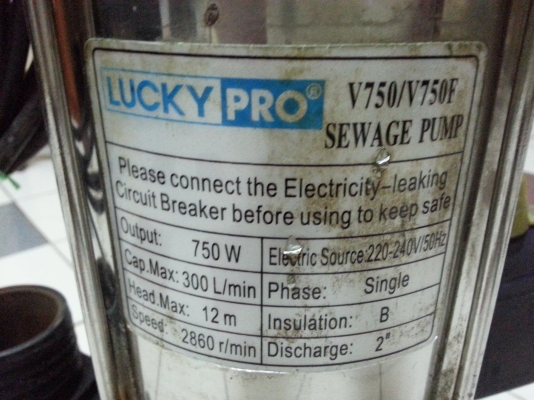 LUCKY PRO®
V750/V750F
SEWAGE PUMP
Please connect the Electricity-leaking
Circuit Breaker before using to keep safe
Output: 750 W
Electric Source:220-240V/50Hz
Cap.Max: 300 L/min
Phase: Single
Head.Max: 12 m
Insulation: B
Speed: 2860 r/min
Discharge: 2"